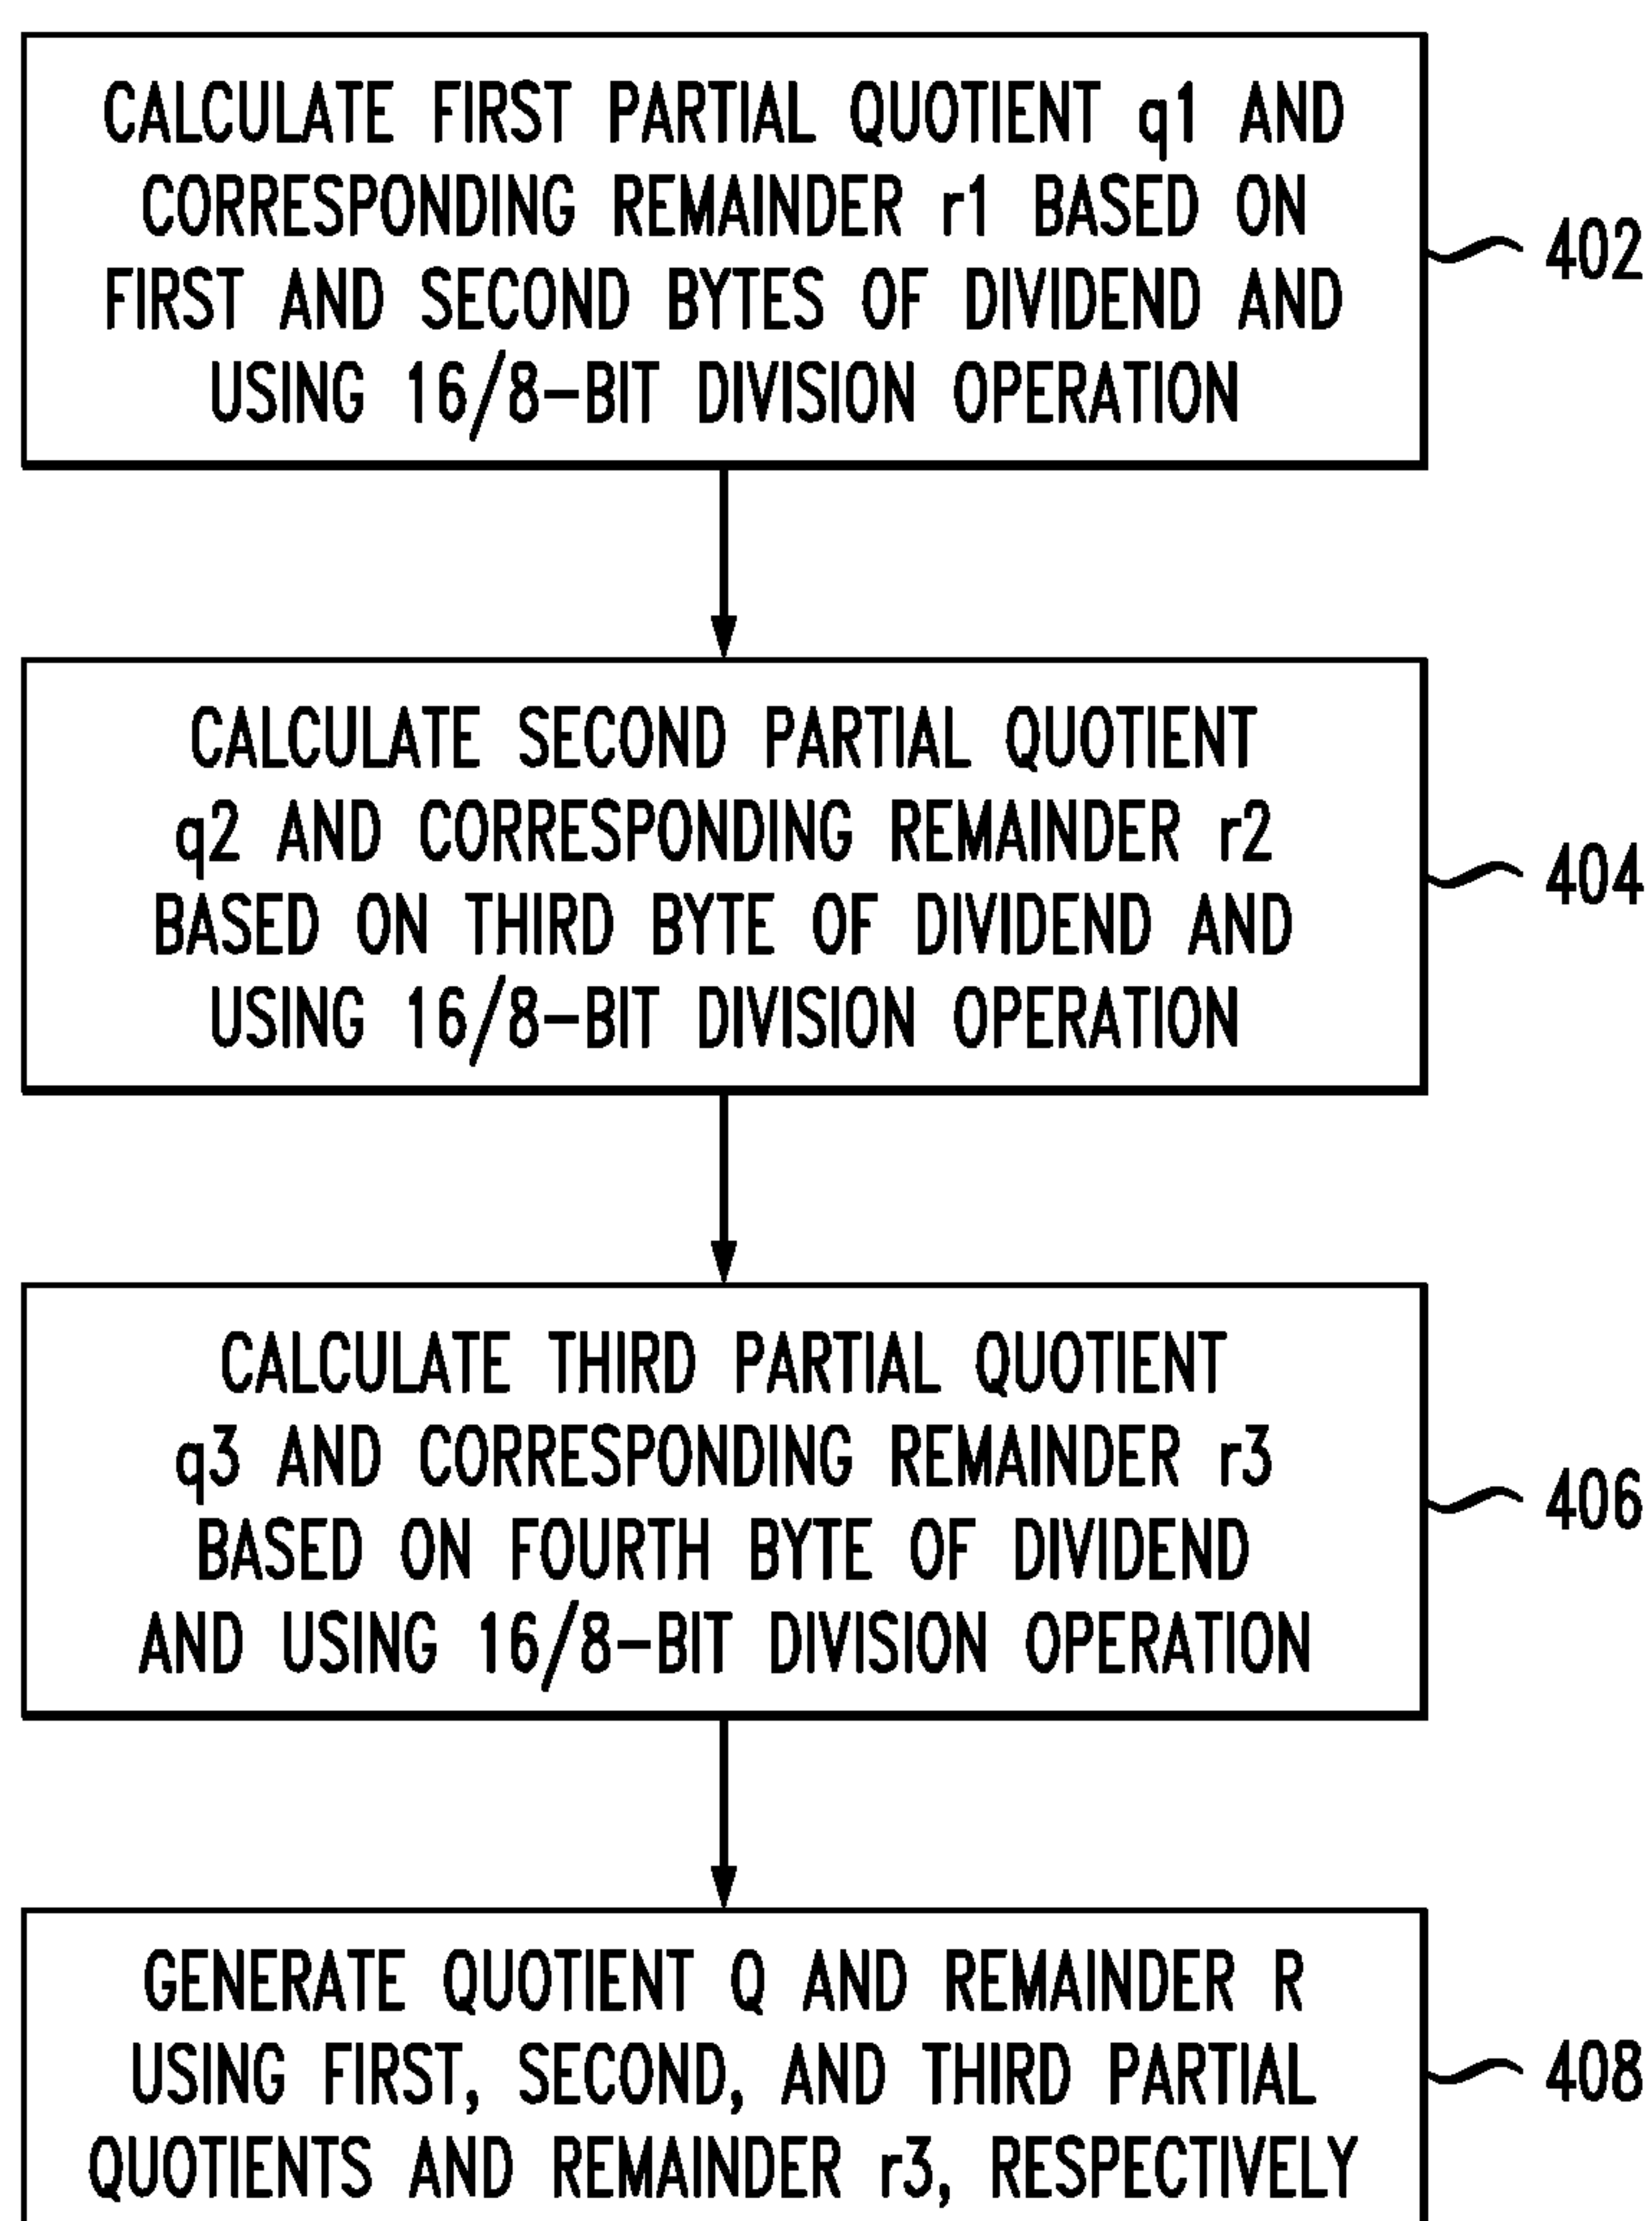 CALCULATE FIRST PARTIAL QUOTIENT q1 AND
CORRESPONDING REMAINDER r1 BASED ON
FIRST AND SECOND BYTES OF DIVIDEND AND
USING 16/8-BIT DIVISION OPERATION
402
CALCULATE SECOND PARTIAL QUOTIENT
q2 AND CORRESPONDING REMAINDER r2
BASED ON THIRD BYTE OF DIVIDEND AND
USING 16/8-BIT DIVISION OPERATION
404
CALCULATE THIRD PARTIAL QUOTIENT
q3 AND CORRESPONDING REMAINDER r3
BASED ON FOURTH BYTE OF DIVIDEND
AND USING 16/8-BIT DIVISION OPERATION
406
GENERATE QUOTIENT Q AND REMAINDER R
USING FIRST, SECOND, AND THIRD PARTIAL
QUOTIENTS AND REMAINDER r3, RESPECTIVELY
408